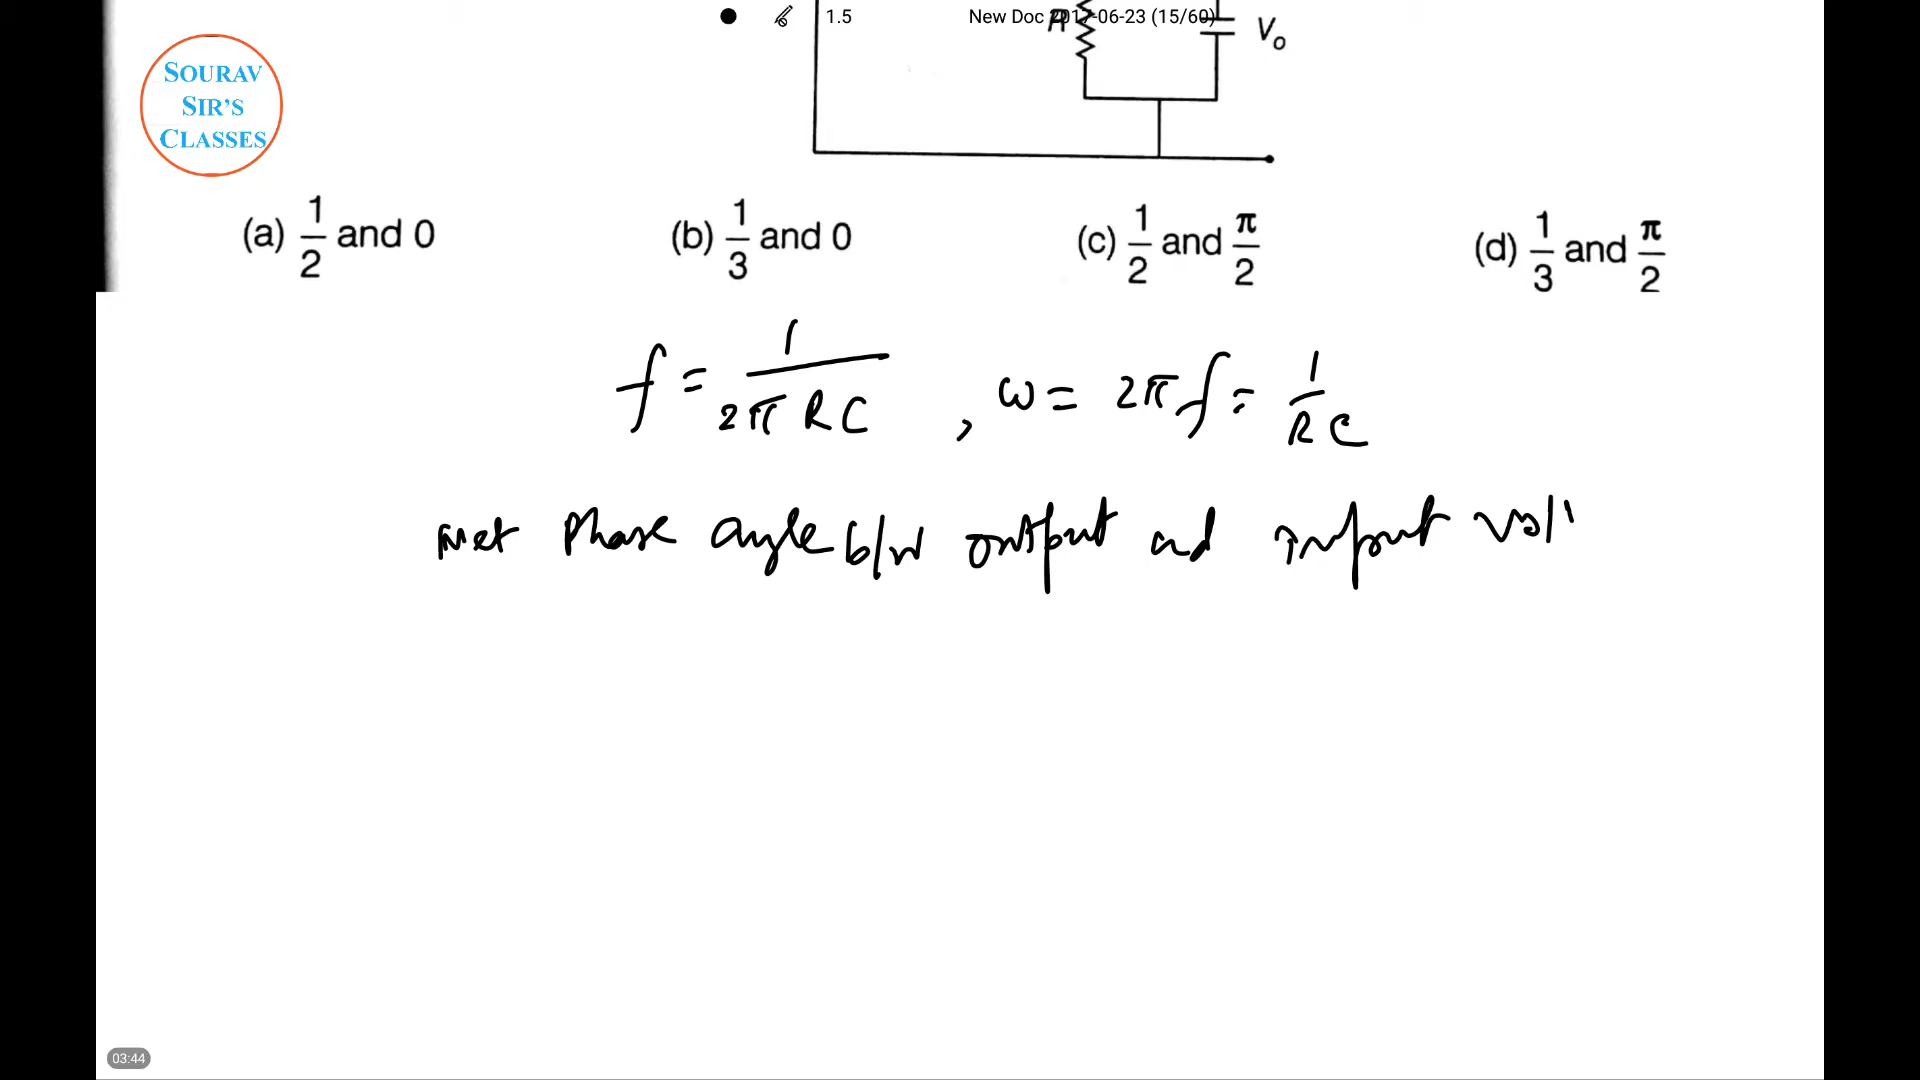 1.5 New Doc 2017-06-23 (15/60)
R V₀
SOURAV
SIR'S
CLASSES
(a) 1/2 and 0 (b) 1/3 and 0 (c) 1/2 and π/2 (d) 1/3 and π/2
f = 1/2πRC , ω = 2πf = 1/RC
Phase angle b/w output and input vol
03:44